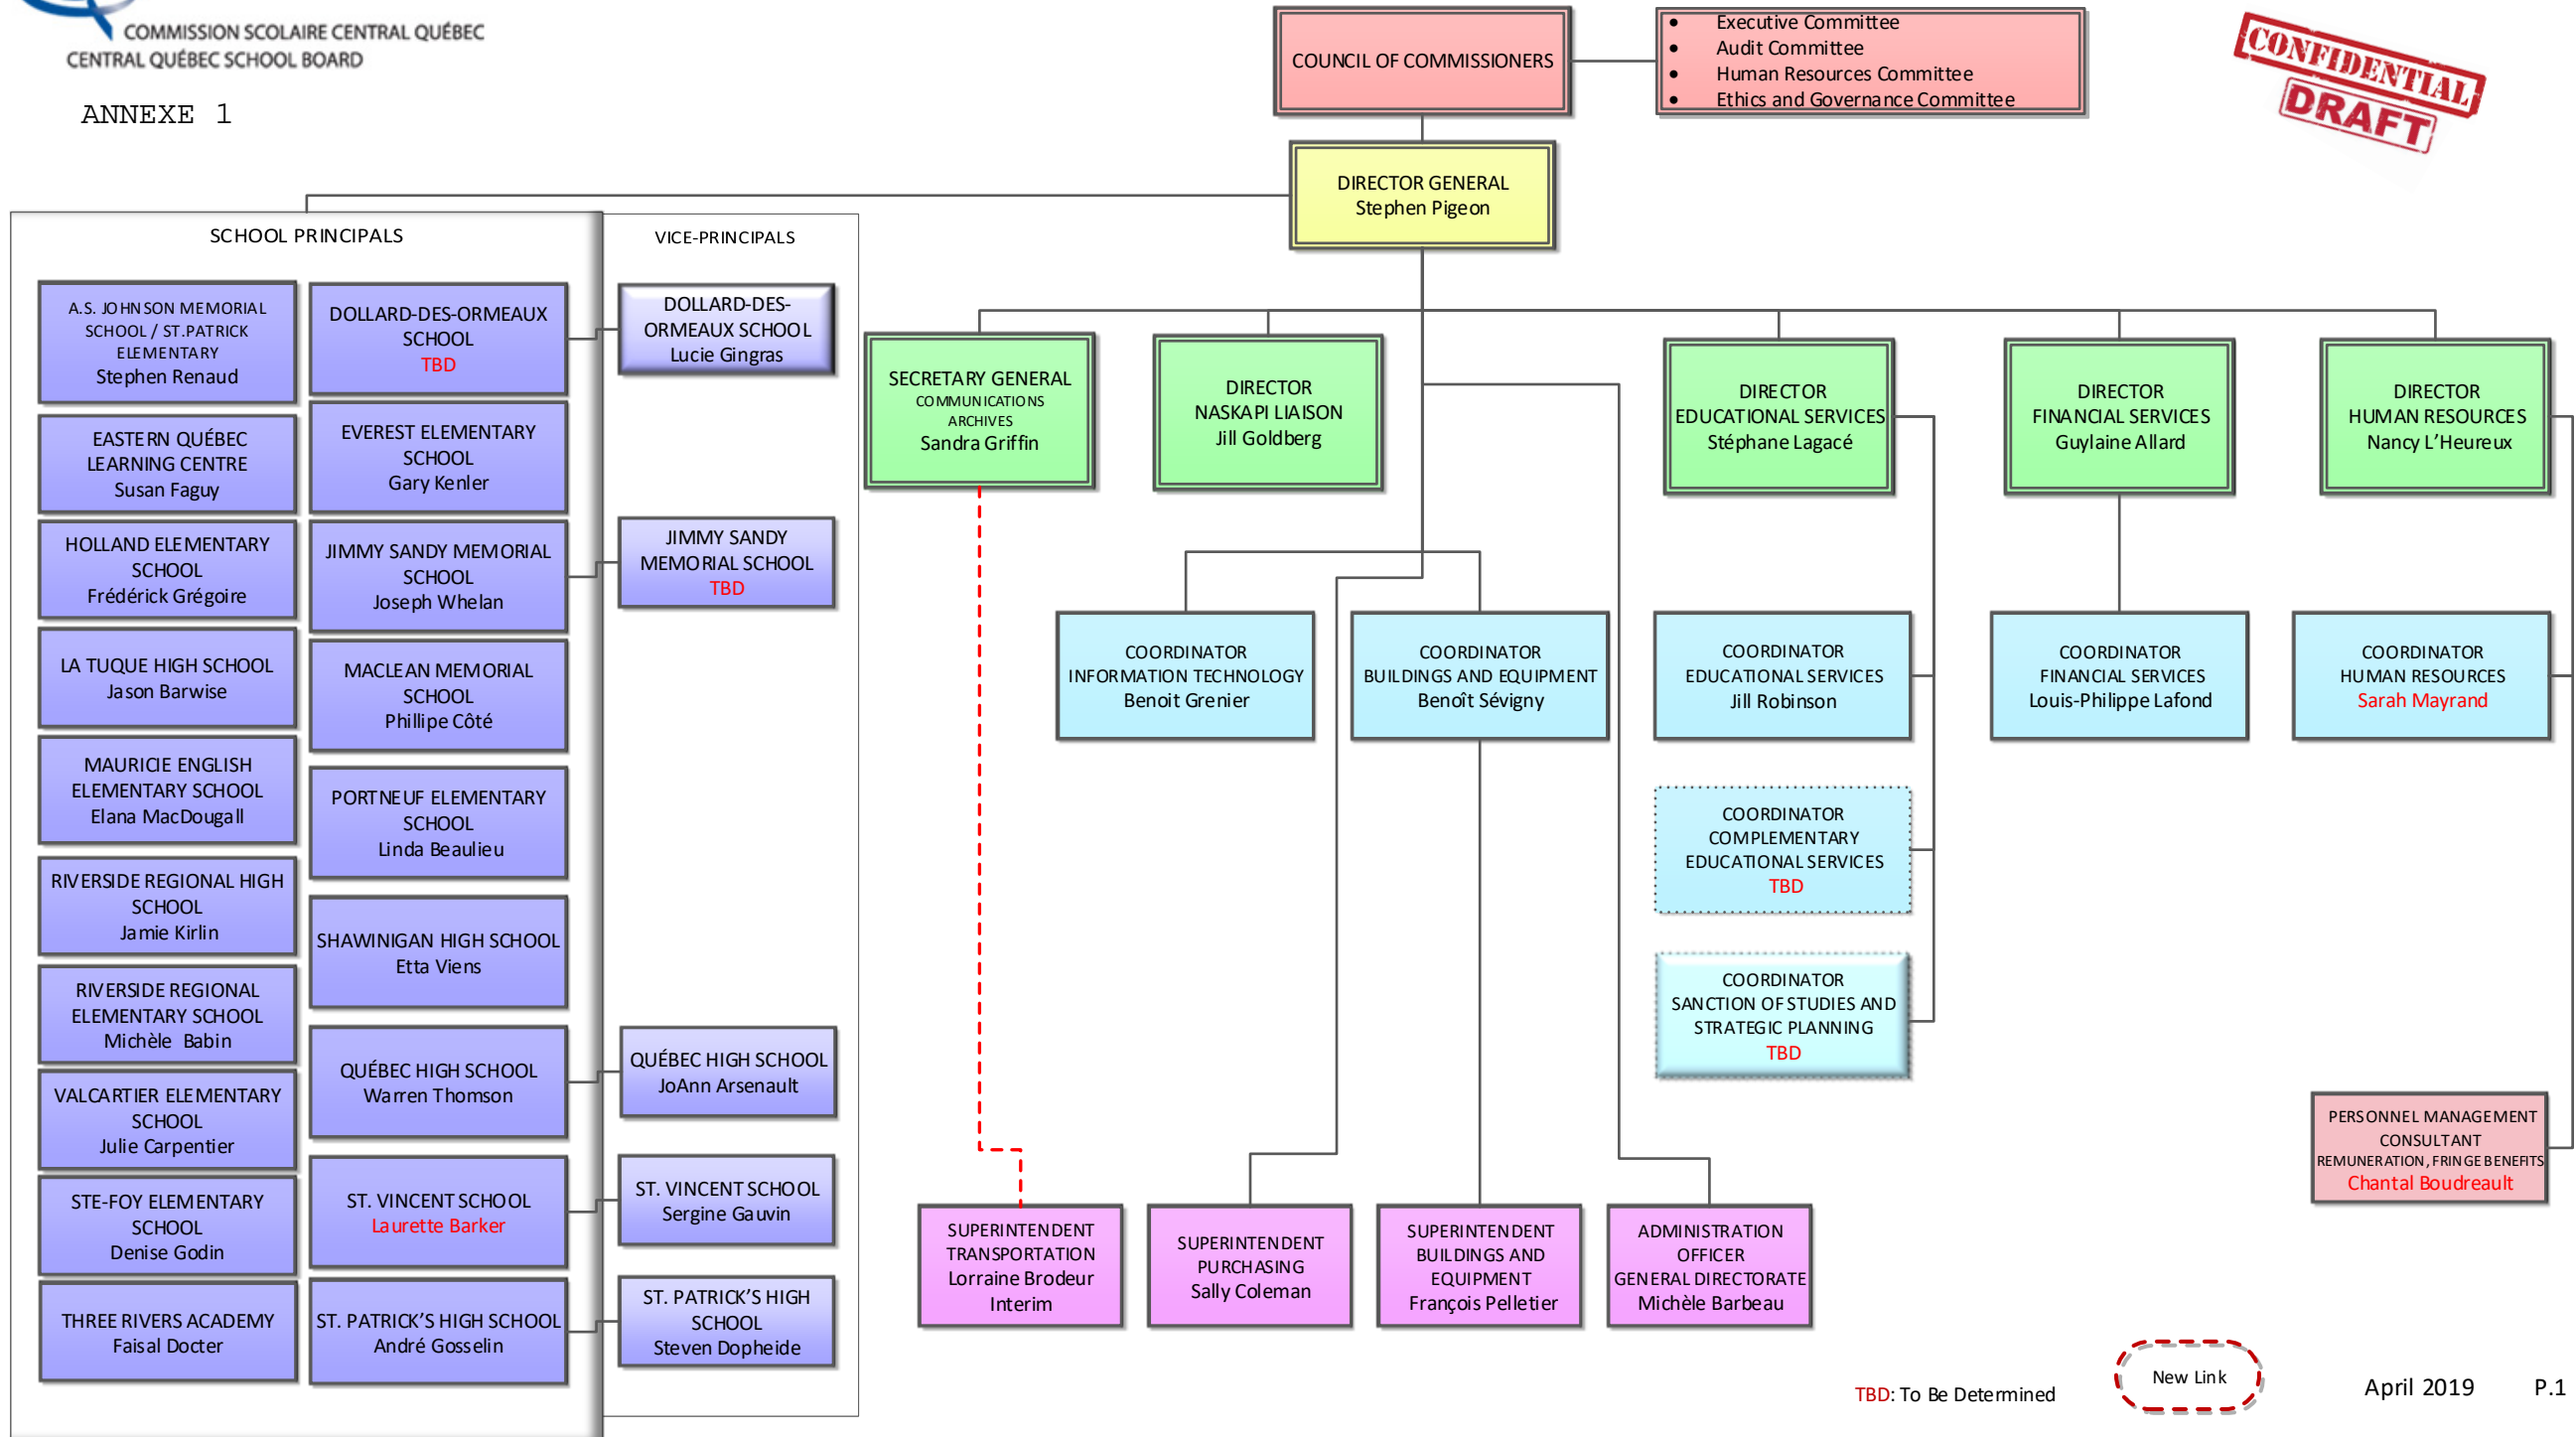 COMMISSION SCOLAIRE CENTRAL QUÉBEC
CENTRAL QUÉBEC SCHOOL BOARD
ANNEXE 1
COUNCIL OF COMMISSIONERS
• Executive Committee
• Audit Committee
• Human Resources Committee
• Ethics and Governance Committee
CONFIDENTIAL
DRAFT
DIRECTOR GENERAL
Stephen Pigeon
SCHOOL PRINCIPALS
A.S. JOHNSON MEMORIAL
SCHOOL / ST.PATRICK
ELEMENTARY
Stephen Renaud
EASTERN QUÉBEC
LEARNING CENTRE
Susan Faguy
HOLLAND ELEMENTARY
SCHOOL
Frédérick Grégoire
LA TUQUE HIGH SCHOOL
Jason Barwise
MAURICIE ENGLISH
ELEMENTARY SCHOOL
Elana MacDougall
RIVERSIDE REGIONAL HIGH
SCHOOL
Jamie Kirlin
RIVERSIDE REGIONAL
ELEMENTARY SCHOOL
Michèle Babin
VALCARTIER ELEMENTARY
SCHOOL
Julie Carpentier
STE-FOY ELEMENTARY
SCHOOL
Denise Godin
THREE RIVERS ACADEMY
Faisal Docter
DOLLARD-DES-ORMEAUX
SCHOOL
TBD
EVEREST ELEMENTARY
SCHOOL
Gary Kenler
JIMMY SANDY MEMORIAL
SCHOOL
Joseph Whelan
MACLEAN MEMORIAL
SCHOOL
Phillipe Côté
PORTNEUF ELEMENTARY
SCHOOL
Linda Beaulieu
SHAWINIGAN HIGH SCHOOL
Etta Viens
QUÉBEC HIGH SCHOOL
Warren Thomson
ST. VINCENT SCHOOL
Laurette Barker
ST. PATRICK'S HIGH SCHOOL
André Gosselin
VICE-PRINCIPALS
DOLLARD-DES-
ORMEAUX SCHOOL
Lucie Gingras
JIMMY SANDY
MEMORIAL SCHOOL
TBD
QUÉBEC HIGH SCHOOL
JoAnn Arsenault
ST. VINCENT SCHOOL
Sergine Gauvin
ST. PATRICK'S HIGH
SCHOOL
Steven Dopheide
SECRETARY GENERAL
COMMUNICATIONS
ARCHIVES
Sandra Griffin
DIRECTOR
NASKAPI LIAISON
Jill Goldberg
DIRECTOR
EDUCATIONAL SERVICES
Stéphane Lagacé
DIRECTOR
FINANCIAL SERVICES
Guylaine Allard
DIRECTOR
HUMAN RESOURCES
Nancy L'Heureux
COORDINATOR
INFORMATION TECHNOLOGY
Benoit Grenier
COORDINATOR
BUILDINGS AND EQUIPMENT
Benoît Sévigny
COORDINATOR
EDUCATIONAL SERVICES
Jill Robinson
COORDINATOR
FINANCIAL SERVICES
Louis-Philippe Lafond
COORDINATOR
HUMAN RESOURCES
Sarah Mayrand
COORDINATOR
COMPLEMENTARY
EDUCATIONAL SERVICES
TBD
COORDINATOR
SANCTION OF STUDIES AND
STRATEGIC PLANNING
TBD
PERSONNEL MANAGEMENT
CONSULTANT
REMUNERATION, FRINGE BENEFITS
Chantal Boudreault
SUPERINTENDENT
TRANSPORTATION
Lorraine Brodeur
Interim
SUPERINTENDENT
PURCHASING
Sally Coleman
SUPERINTENDENT
BUILDINGS AND
EQUIPMENT
François Pelletier
ADMINISTRATION
OFFICER
GENERAL DIRECTORATE
Michèle Barbeau
TBD: To Be Determined
New Link
April 2019 P.1